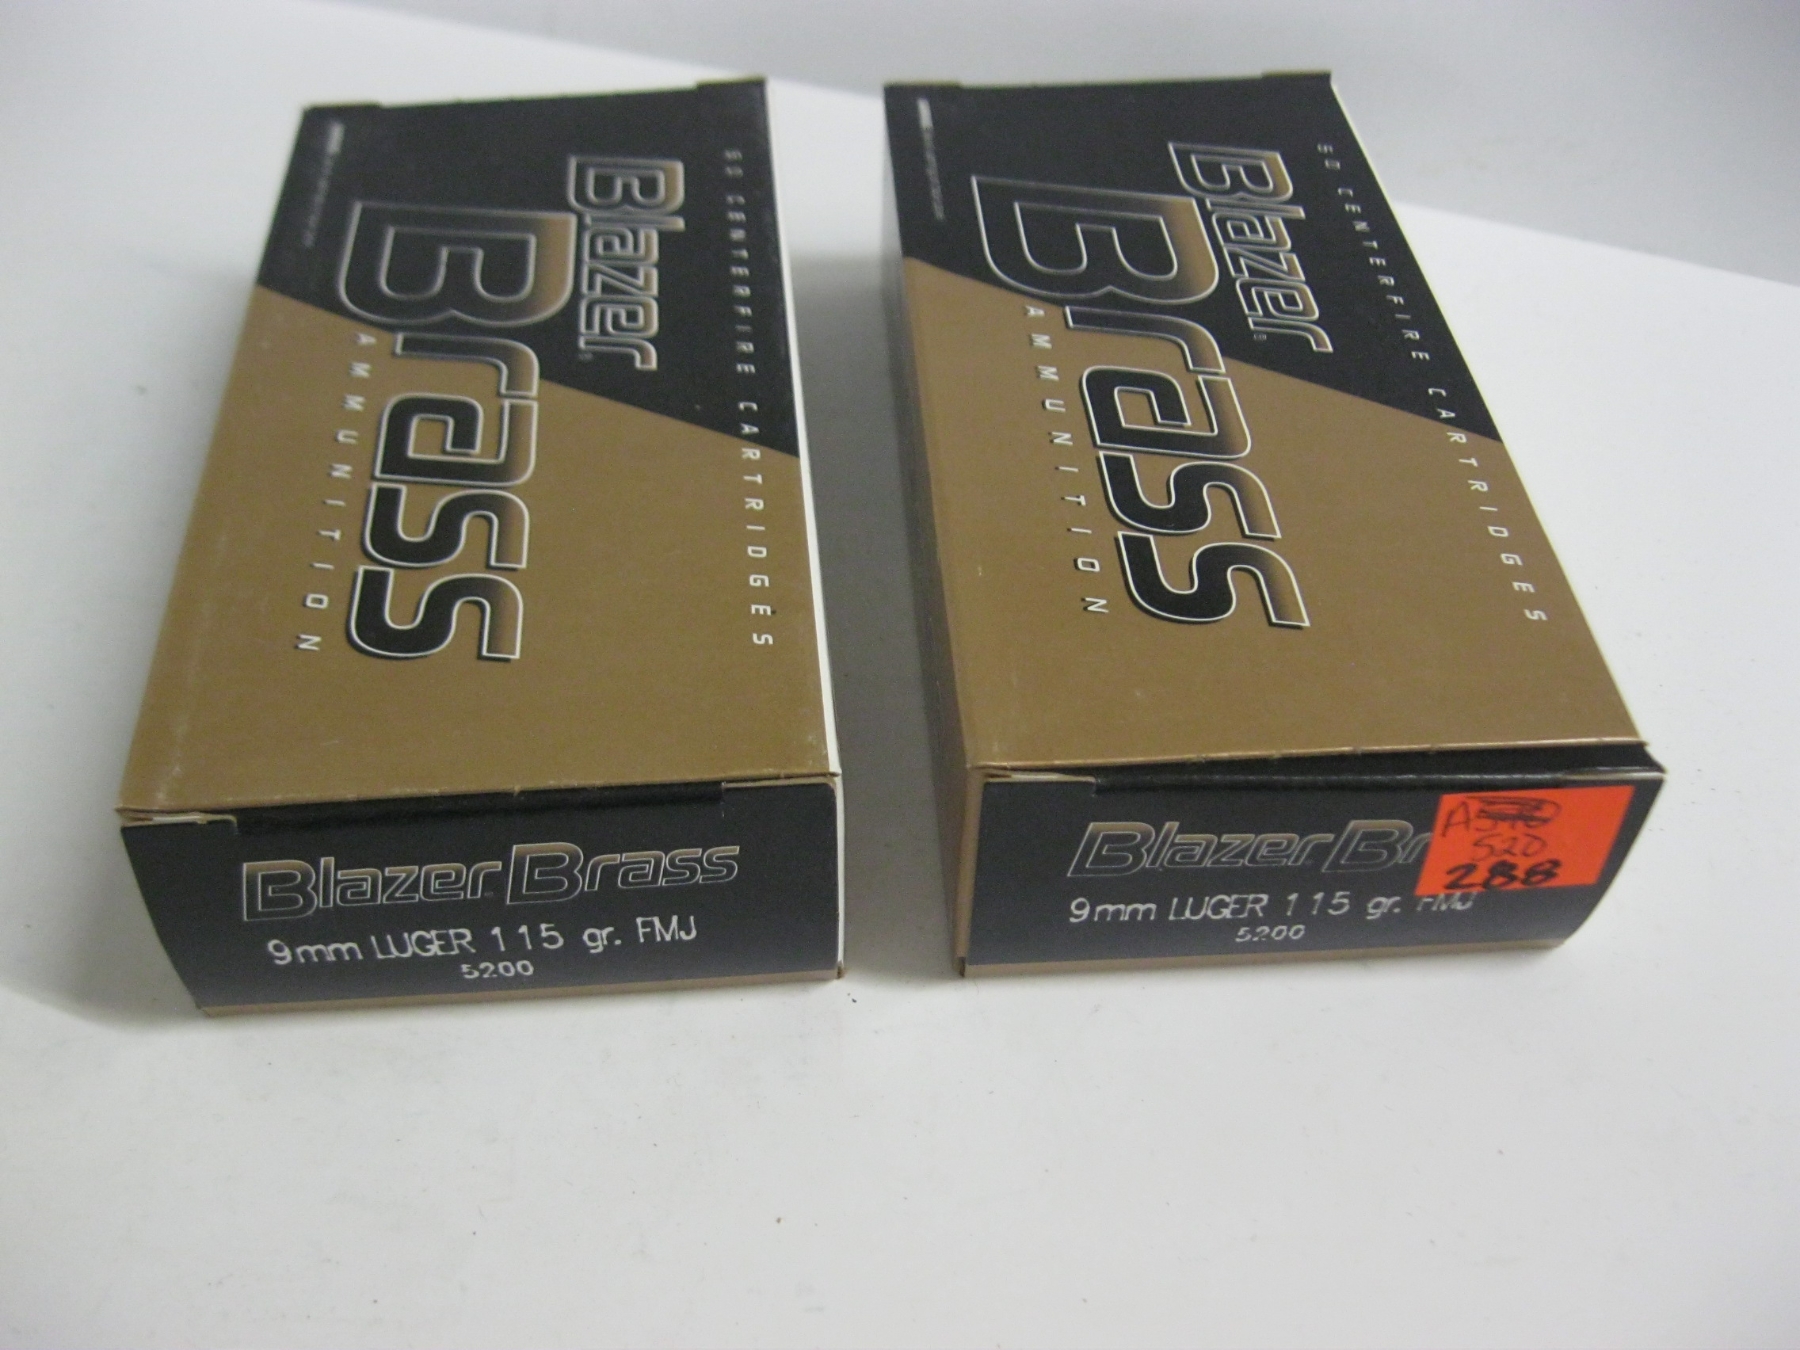 50 CENTERFIRE CARTRIDGES
Blazer
Brass
AMMUNITION
Blazer Brass
9mm LUGER 115 gr. FMJ
5200
50 CENTERFIRE CARTRIDGES
Blazer
Brass
AMMUNITION
Blazer Br
520
288
9mm LUGER 115 gr. FMJ
5200